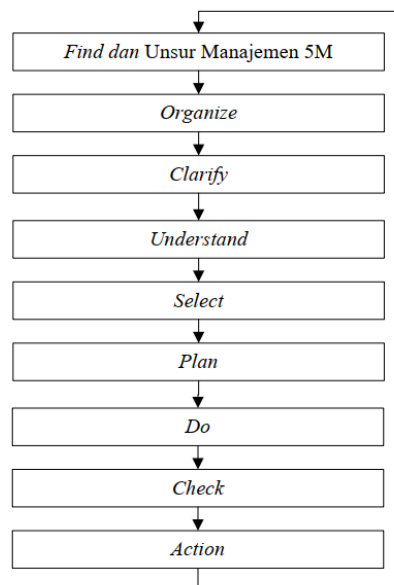 Find dan Unsur Manajemen 5M
Organize
Clarify
Understand
Select
Plan
Do
Check
Action